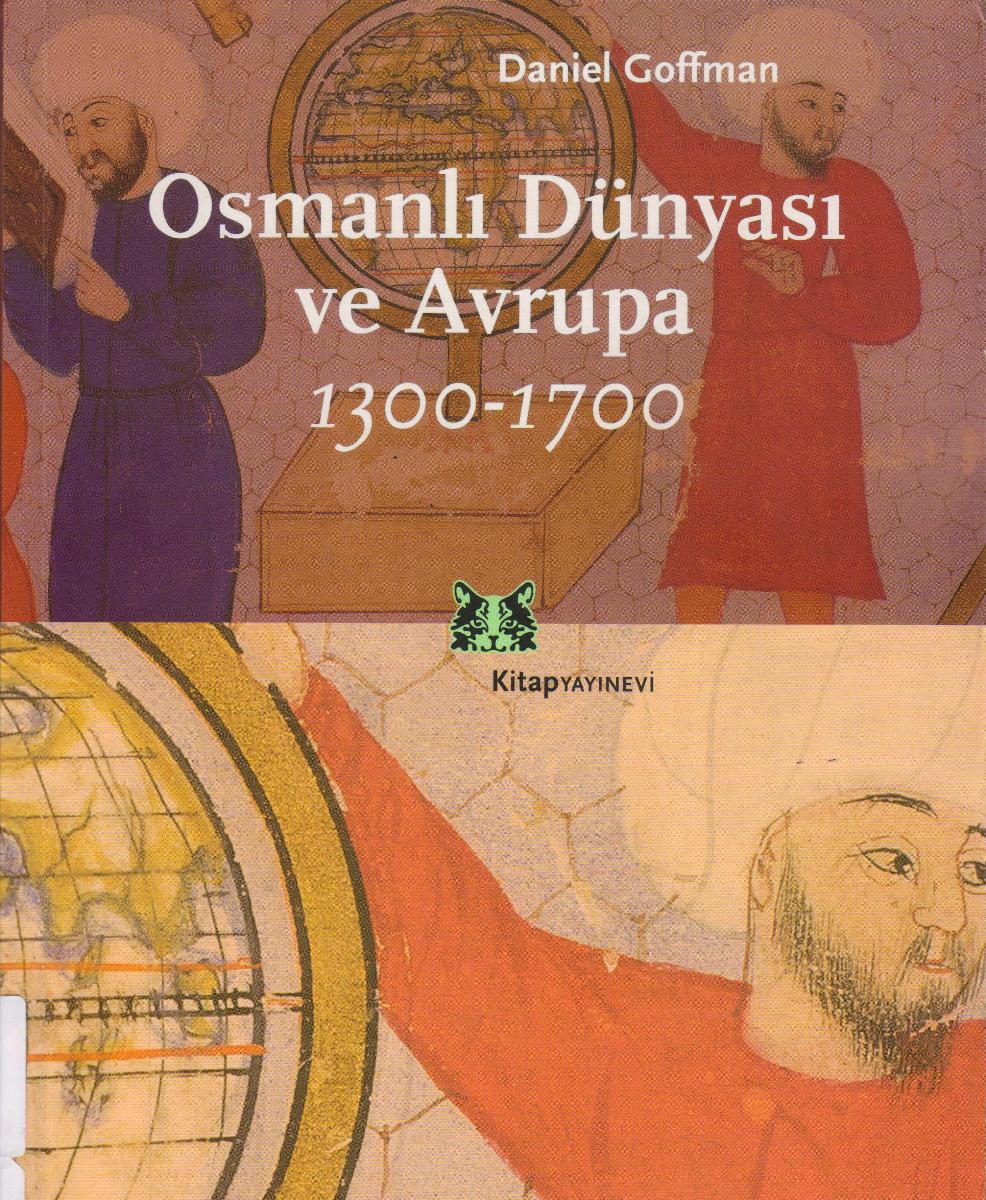 Daniel Goffman
Osmanlı Dünyası
ve Avrupa
1300-1700
KitapYAYINEVİ